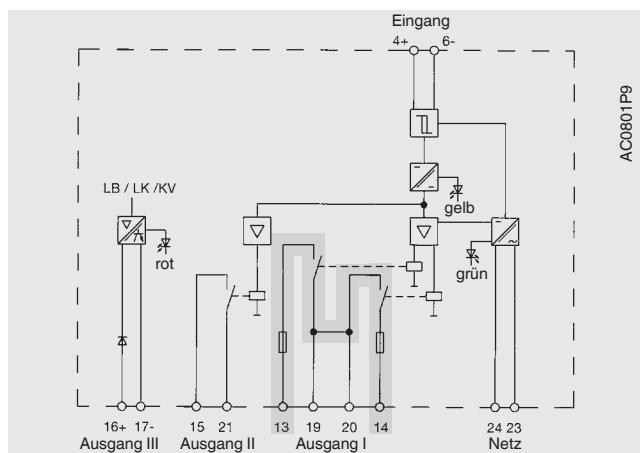 Eingang
4+ 6-
AC0801P9
LB / LK /KV
gelb
rot
grün
16+ 17- 15 21 13 19 20 14 24 23
Ausgang III Ausgang II Ausgang I Netz